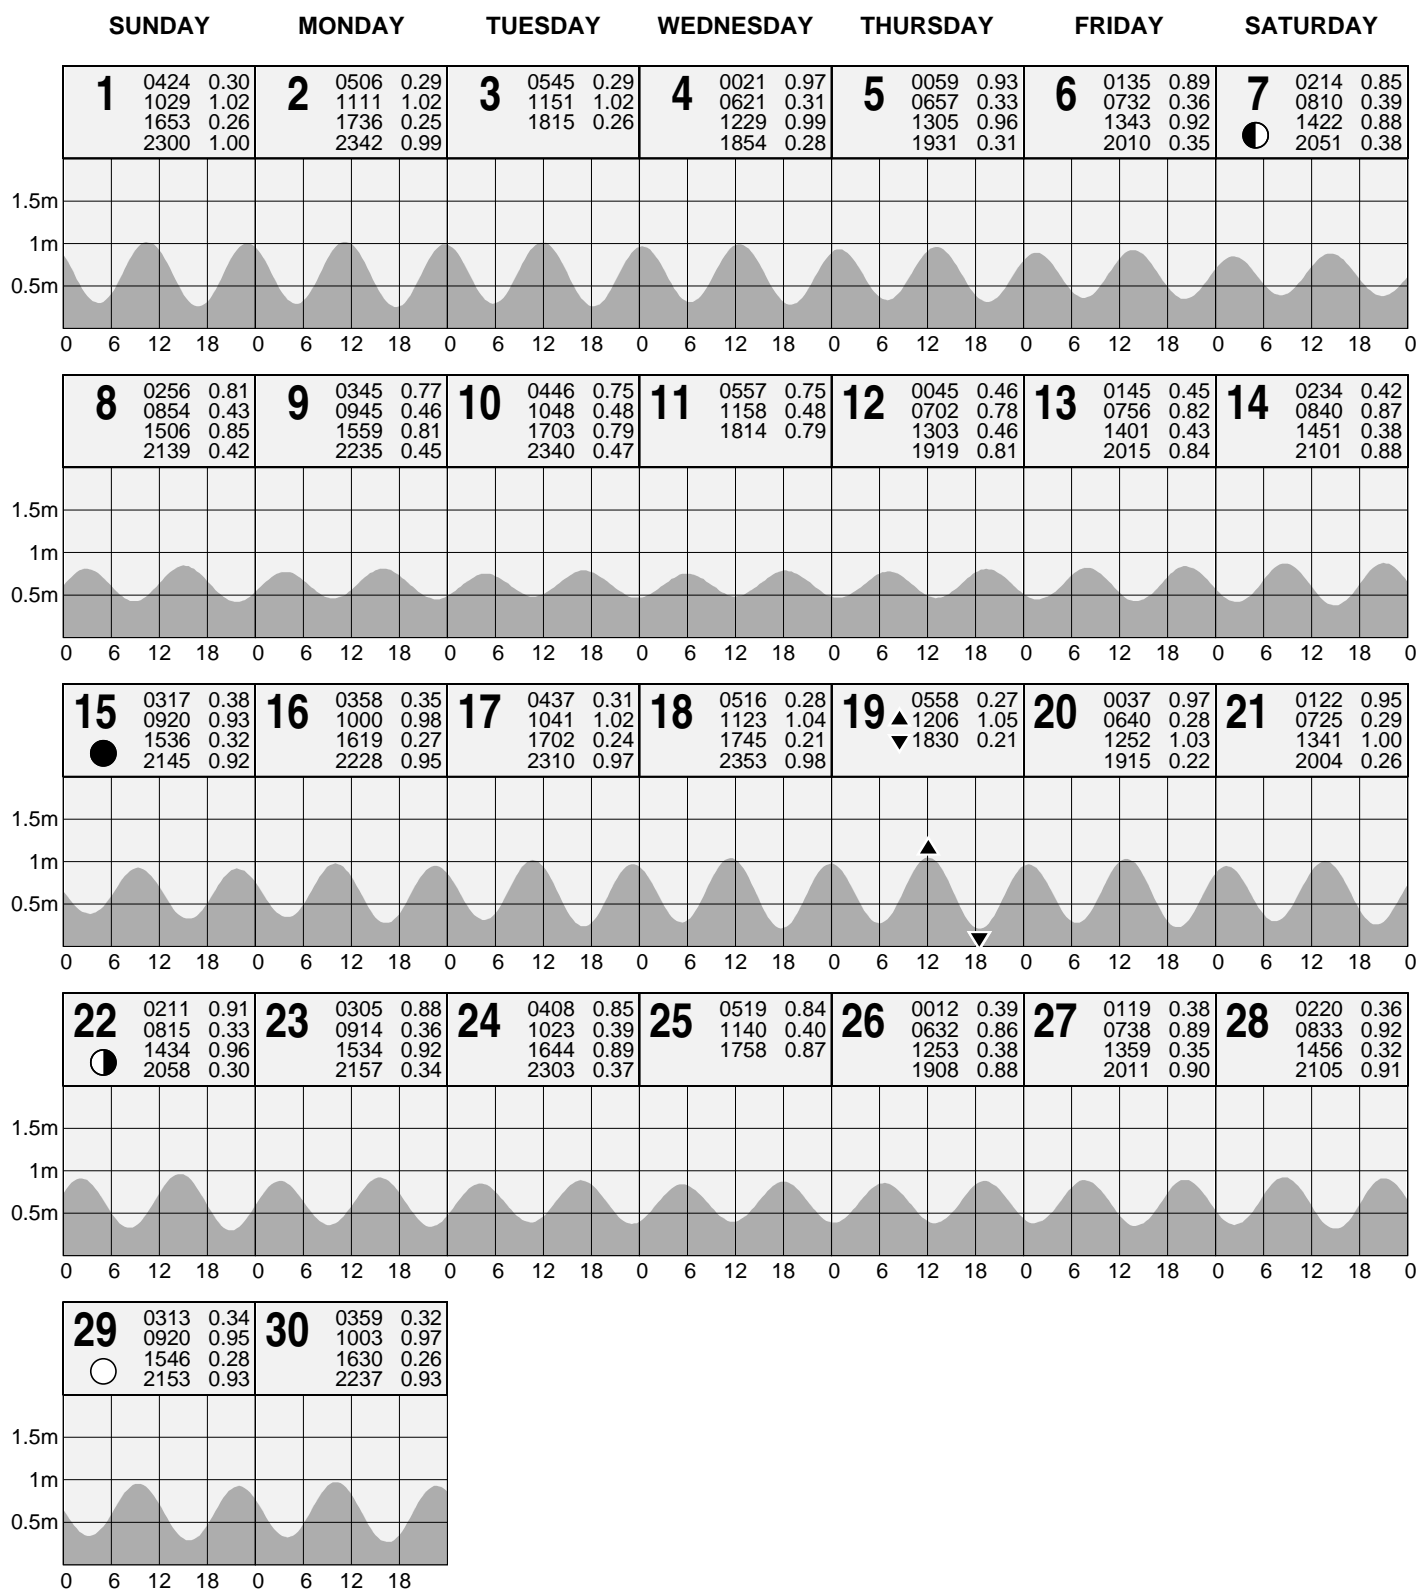 SUNDAY MONDAY TUESDAY WEDNESDAY THURSDAY FRIDAY SATURDAY
1 0424 0.30 2 0506 0.29 3 0545 0.29 4 0021 0.97 5 0059 0.93 6 0135 0.89 7 0214 0.85
1029 1.02 1111 1.02 1151 1.02 0621 0.31 0657 0.33 0732 0.36 0810 0.39
1653 0.26 1736 0.25 1815 0.26 1229 0.99 1305 0.96 1343 0.92 1422 0.88
2300 1.00 2342 0.99 1854 0.28 1931 0.31 2010 0.35 2051 0.38
1.5m
1m
0.5m
0 6 12 18 0 6 12 18 0 6 12 18 0 6 12 18 0 6 12 18 0 6 12 18 0 6 12 18 0
8 0256 0.81 9 0345 0.77 10 0446 0.75 11 0557 0.75 12 0045 0.46 13 0145 0.45 14 0234 0.42
0854 0.43 0945 0.46 1048 0.48 1158 0.48 0702 0.78 0756 0.82 0840 0.87
1506 0.85 1559 0.81 1703 0.79 1814 0.79 1303 0.46 1401 0.43 1451 0.38
2139 0.42 2235 0.45 2340 0.47 1919 0.81 2015 0.84 2101 0.88
1.5m
1m
0.5m
0 6 12 18 0 6 12 18 0 6 12 18 0 6 12 18 0 6 12 18 0 6 12 18 0 6 12 18 0
15 0317 0.38 16 0358 0.35 17 0437 0.31 18 0516 0.28 19 0558 0.27 20 0037 0.97 21 0122 0.95
0920 0.93 1000 0.98 1041 1.02 1123 1.04 1206 1.05 0640 0.28 0725 0.29
1536 0.32 1619 0.27 1702 0.24 1745 0.21 1830 0.21 1252 1.03 1341 1.00
2145 0.92 2228 0.95 2310 0.97 2353 0.98 1915 0.22 2004 0.26
1.5m
1m
0.5m
0 6 12 18 0 6 12 18 0 6 12 18 0 6 12 18 0 6 12 18 0 6 12 18 0 6 12 18 0
22 0211 0.91 23 0305 0.88 24 0408 0.85 25 0519 0.84 26 0012 0.39 27 0119 0.38 28 0220 0.36
0815 0.33 0914 0.36 1023 0.39 1140 0.40 0632 0.86 0738 0.89 0833 0.92
1434 0.96 1534 0.92 1644 0.89 1758 0.87 1253 0.38 1359 0.35 1456 0.32
2058 0.30 2157 0.34 2303 0.37 1908 0.88 2011 0.90 2105 0.91
1.5m
1m
0.5m
0 6 12 18 0 6 12 18 0 6 12 18 0 6 12 18 0 6 12 18 0 6 12 18 0 6 12 18 0
29 0313 0.34 30 0359 0.32
0920 0.95 1003 0.97
1546 0.28 1630 0.26
2153 0.93 2237 0.93
1.5m
1m
0.5m
0 6 12 18 0 6 12 18